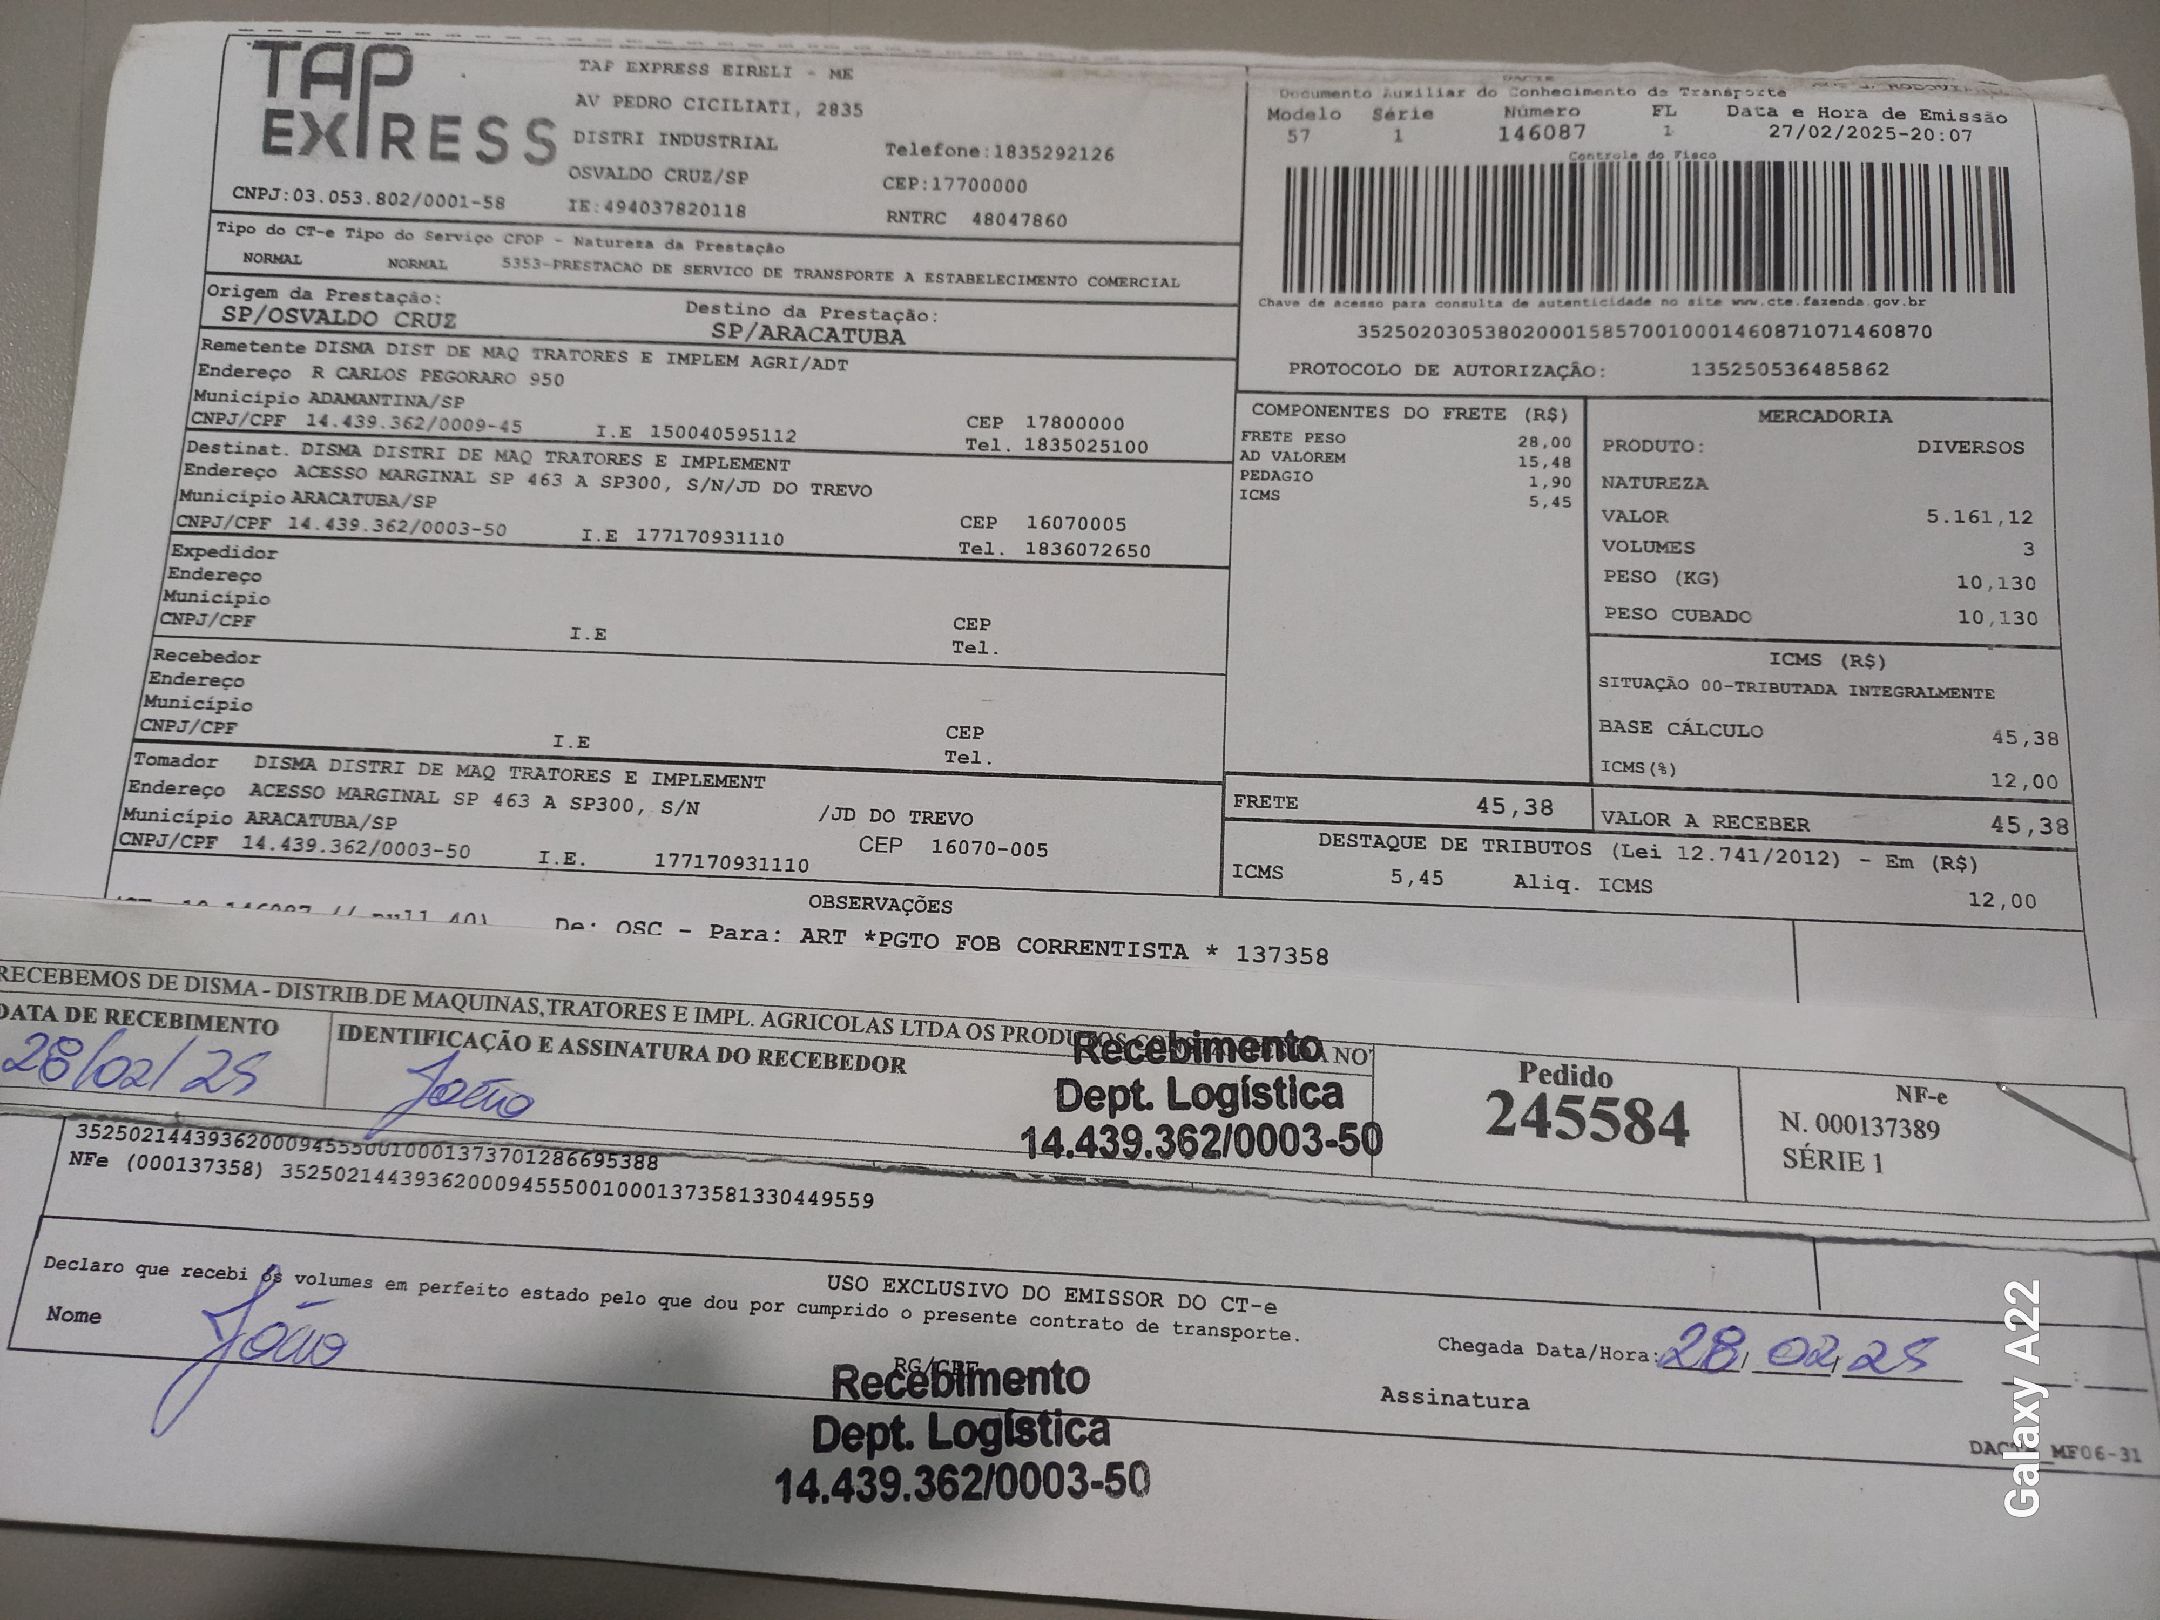 TAP EXPRESS
TAP EXPRESS EIRELI - ME
AV PEDRO CICILIATI, 2835
DISTRI INDUSTRIAL
Telefone:1835292126
OSVALDO CRUZ/SP
CEP:17700000
CNPJ:03.053.802/0001-58
IE:494037820118
RNTRC 48047860
DACTE
Documento Auxiliar do Conhecimento de Transporte
Modelo Série Número FL Data e Hora de Emissão
57 1 146087 1 27/02/2025-20:07
Controle do Fisco
Chave de acesso para consulta de autenticidade no site www.cte.fazenda.gov.br
35250203053802000158570010001460871071460870
PROTOCOLO DE AUTORIZAÇÃO: 135250536485862
Tipo do CT-e Tipo do Serviço CFOP - Natureza da Prestação
NORMAL NORMAL 5353-PRESTACAO DE SERVICO DE TRANSPORTE A ESTABELECIMENTO COMERCIAL
Origem da Prestação: Destino da Prestação:
SP/OSVALDO CRUZ SP/ARACATUBA
Remetente DISMA DIST DE MAQ TRATORES E IMPLEM AGRI/ADT
Endereço R CARLOS PEGORARO 950
Município ADAMANTINA/SP CEP 17800000
CNPJ/CPF 14.439.362/0009-45 I.E 150040595112 Tel. 1835025100
Destinat. DISMA DISTRI DE MAQ TRATORES E IMPLEMENT
Endereço ACESSO MARGINAL SP 463 A SP300, S/N/JD DO TREVO
Município ARACATUBA/SP CEP 16070005
CNPJ/CPF 14.439.362/0003-50 I.E 177170931110 Tel. 1836072650
Expedidor
Endereço
Município CEP
CNPJ/CPF I.E Tel.
Recebedor
Endereço
Município CEP
CNPJ/CPF I.E Tel.
Tomador DISMA DISTRI DE MAQ TRATORES E IMPLEMENT
Endereço ACESSO MARGINAL SP 463 A SP300, S/N /JD DO TREVO
Município ARACATUBA/SP CEP 16070-005
CNPJ/CPF 14.439.362/0003-50 I.E. 177170931110
COMPONENTES DO FRETE (R$)
FRETE PESO 28,00
AD VALOREM 15,48
PEDAGIO 1,90
ICMS 5,45
MERCADORIA
PRODUTO: DIVERSOS
NATUREZA
VALOR 5.161,12
VOLUMES 3
PESO (KG) 10,130
PESO CUBADO 10,130
ICMS (R$)
SITUAÇÃO 00-TRIBUTADA INTEGRALMENTE
BASE CÁLCULO 45,38
ICMS(%) 12,00
FRETE 45,38 VALOR A RECEBER 45,38
DESTAQUE DE TRIBUTOS (Lei 12.741/2012) - Em (R$)
ICMS 5,45 Aliq. ICMS 12,00
OBSERVAÇÕES
De: OSC - Para: ART *PGTO FOB CORRENTISTA * 137358
RECEBEMOS DE DISMA - DISTRIB.DE MAQUINAS,TRATORES E IMPL. AGRICOLAS LTDA OS
DATA DE RECEBIMENTO IDENTIFICAÇÃO E ASSINATURA DO RECEBEDOR
28/02/25 João
Recebimento
Dept. Logística
14.439.362/0003-50
Pedido
245584
NF-e
N. 000137389
SÉRIE 1
35250214439362000945550010001373701286695388
NFe (000137358) 35250214439362000945550010001373581330449559
USO EXCLUSIVO DO EMISSOR DO CT-e
Declaro que recebi os volumes em perfeito estado pelo que dou por cumprido o presente contrato de transporte.
Nome João RG/CPF
Chegada Data/Hora: 28/02/25
Assinatura
Recebimento
Dept. Logística
14.439.362/0003-50
MF06-31
Galaxy A22